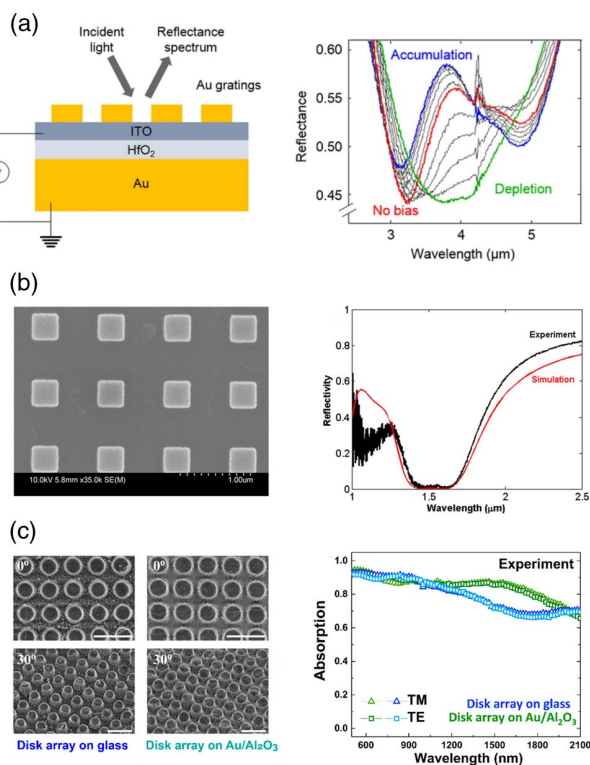 (a)
Incident
light
Reflectance
spectrum
Au gratings
ITO
HfO₂
Au
0.60
0.55
0.50
0.45
Reflectance
Accumulation
No bias
Depletion
3
4
5
Wavelength (μm)
(b)
10.0kV 5.8mm x35.0k SE(M)
1.00um
1
0.8
0.6
0.4
0.2
0
Reflectivity
Experiment
Simulation
1
1.5
2
2.5
Wavelength (μm)
(c)
0°
0°
30°
30°
Disk array on glass
Disk array on Au/Al₂O₃
1.0
0.8
0.6
0.4
0.2
0.0
Absorption
Experiment
TM
TE
Disk array on glass
Disk array on Au/Al₂O₃
600
900
1200
1500
1800
2100
Wavelength (nm)